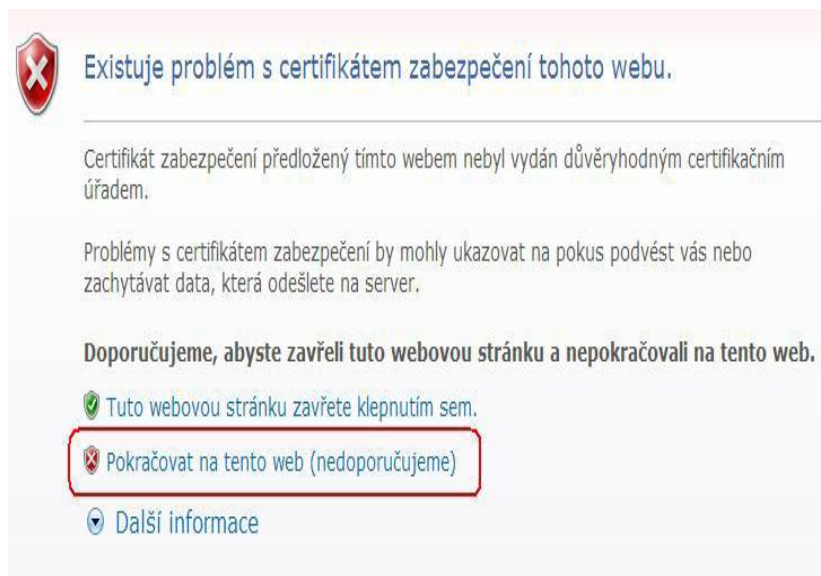 Existuje problém s certifikátem zabezpečení tohoto webu.
Certifikát zabezpečení předložený tímto webem nebyl vydán důvěryhodným certifikačním
úřadem.
Problémy s certifikátem zabezpečení by mohly ukazovat na pokus podvést vás nebo
zachytávat data, která odešlete na server.
Doporučujeme, abyste zavřeli tuto webovou stránku a nepokračovali na tento web.
Tuto webovou stránku zavřete klepnutím sem.
Pokračovat na tento web (nedoporučujeme)
Další informace